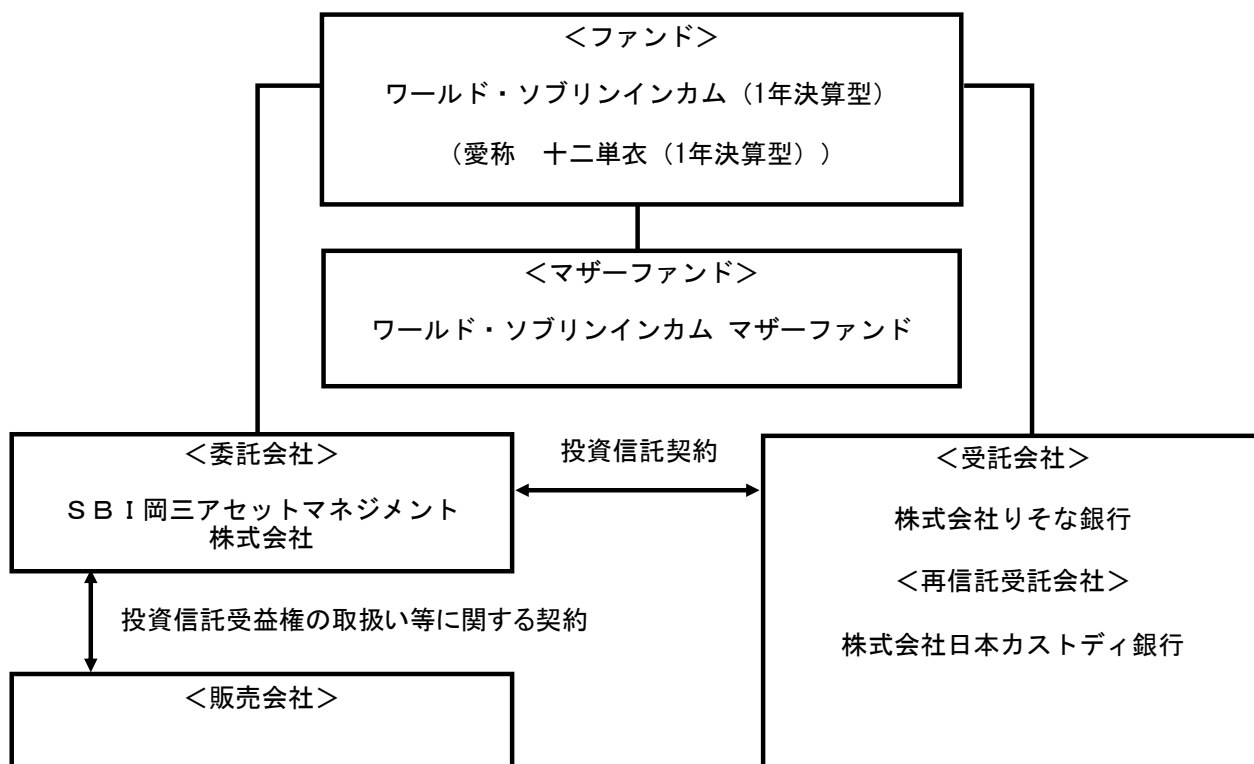 ＜ファンド＞
ワールド・ソブリンインカム（1年決算型）
（愛称　十二単衣（1年決算型））
＜マザーファンド＞
ワールド・ソブリンインカム マザーファンド
＜委託会社＞
ＳＢＩ岡三アセットマネジメント
株式会社
投資信託契約
＜受託会社＞
株式会社りそな銀行
＜再信託受託会社＞
株式会社日本カストディ銀行
投資信託受益権の取扱い等に関する契約
＜販売会社＞